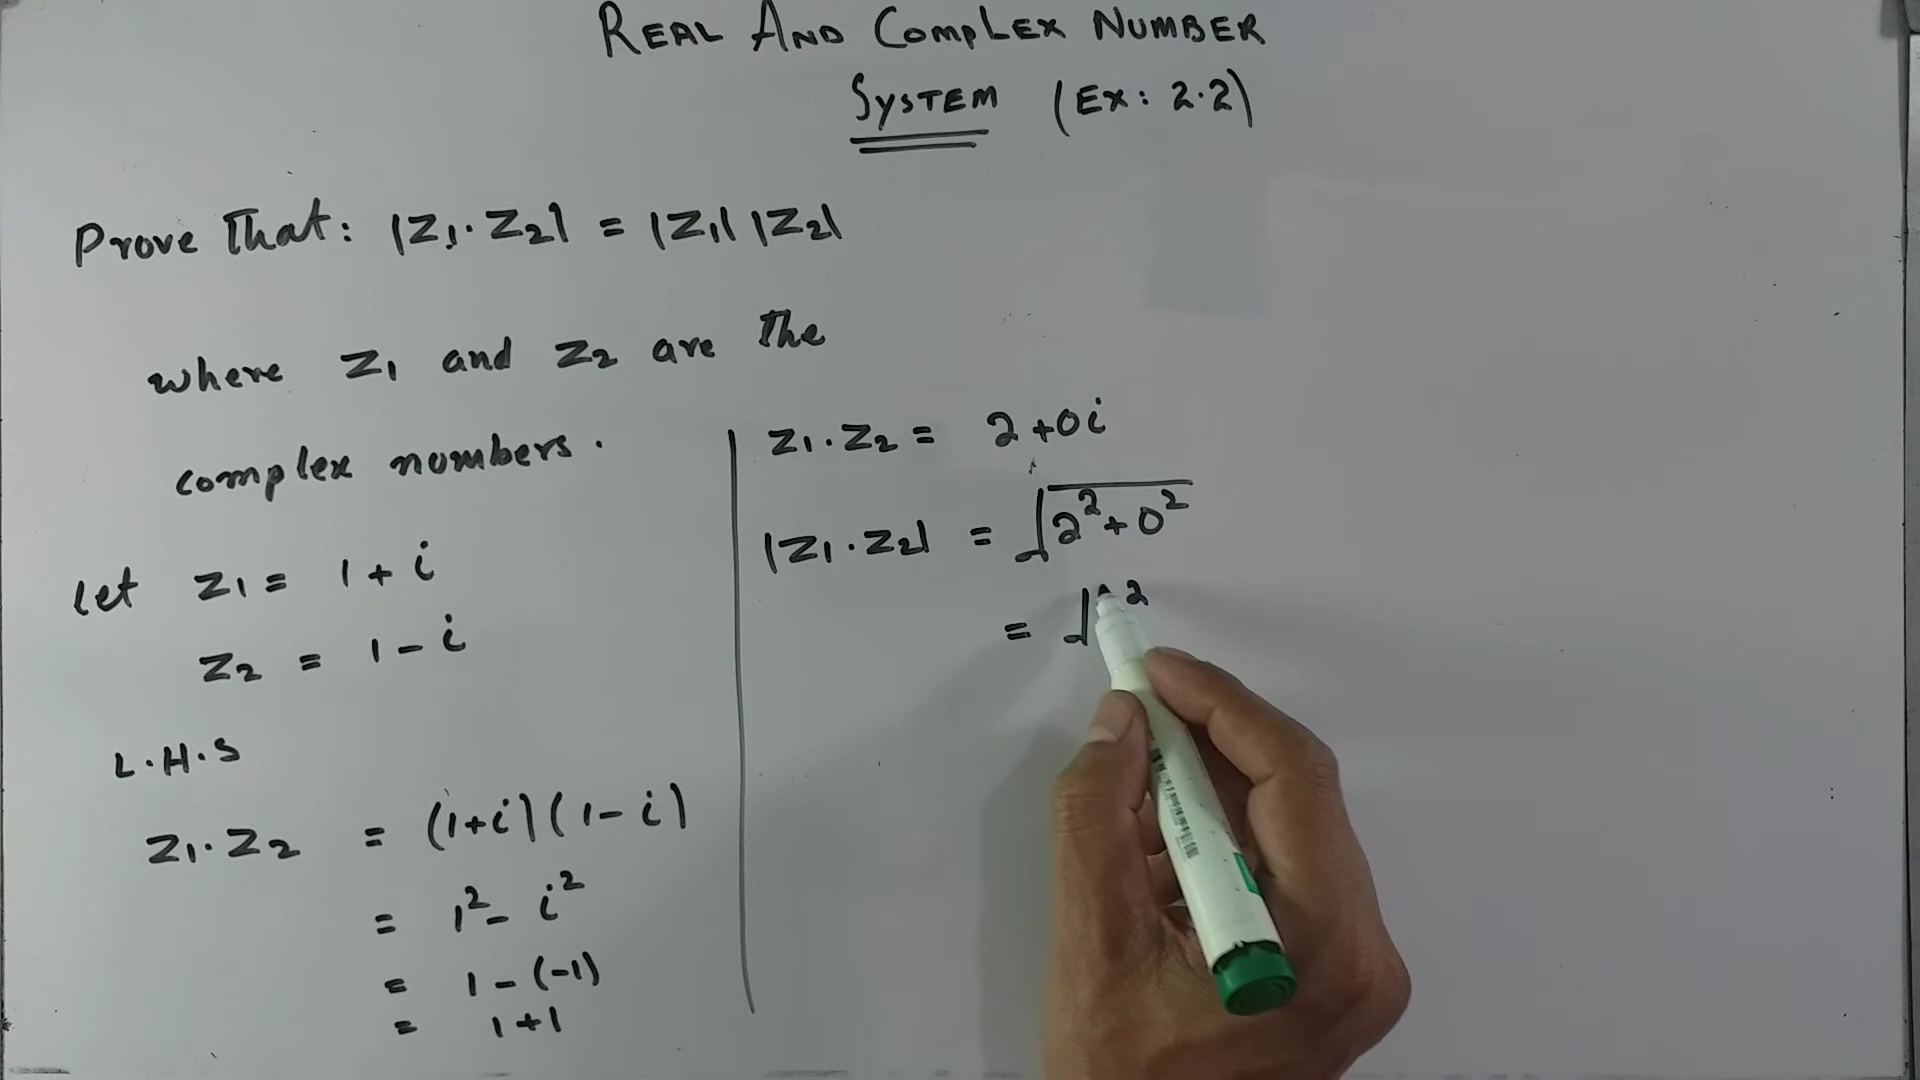 REAL AND COMPLEX NUMBER
SYSTEM (Ex: 2.2)
Prove That: |Z₁.Z₂| = |Z₁| |Z₂|
where Z₁ and Z₂ are the
complex numbers.
Let Z₁ = 1 + i
Z₂ = 1 - i
L.H.S
Z₁.Z₂ = (1+i)(1-i)
= 1² - i²
= 1 - (-1)
= 1+1
Z₁.Z₂ = 2+0i
|Z₁.Z₂| = √2²+0²
= √ 2